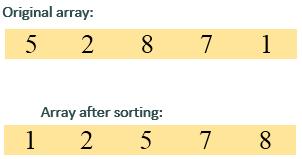 Original array:
5 2 8 7 1
Array after sorting:
1 2 5 7 8